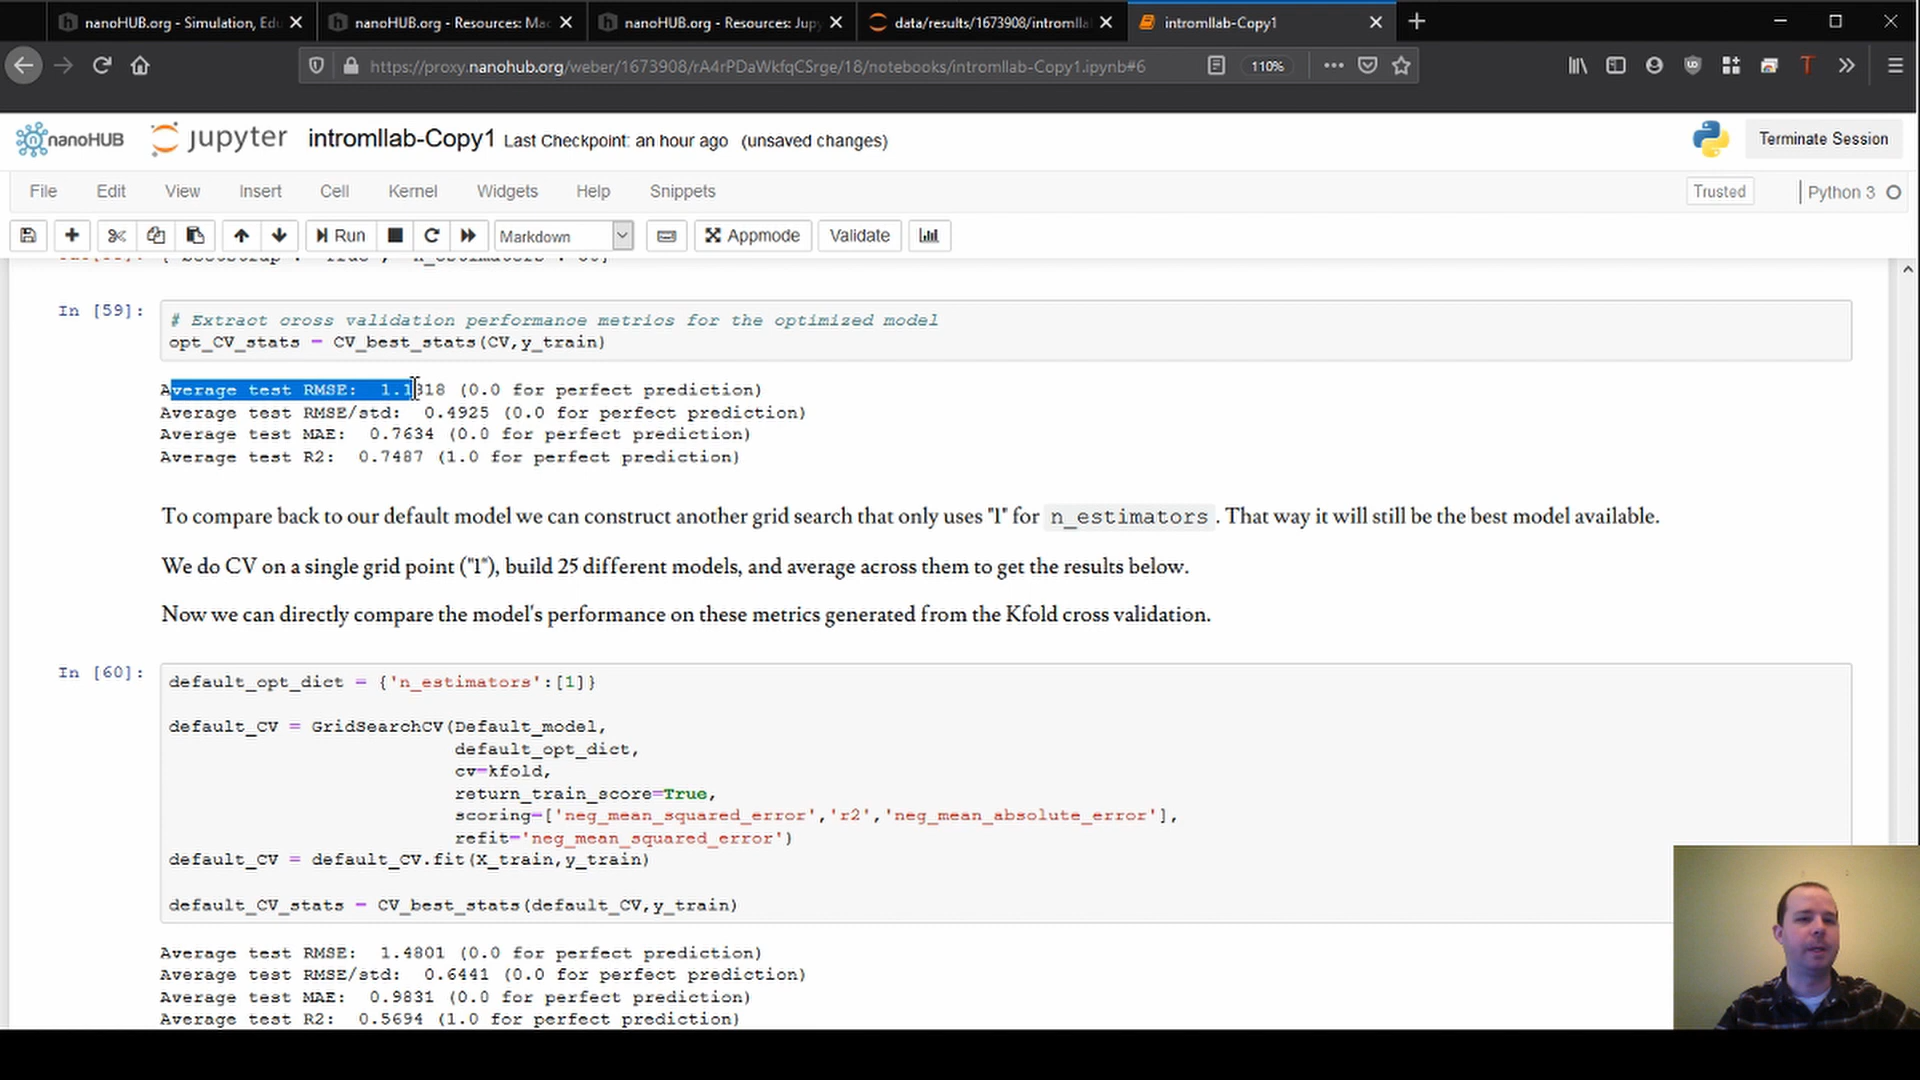 nanoHUB.org - Simulation, Edu
nanoHUB.org - Resources: Mac
nanoHUB.org - Resources: Jup
data/results/1673908/intromlla
intromllab-Copy1
https://proxy.nanohub.org/weber/1673908/rA4rPDaWkfqCSrge/18/notebooks/intromllab-Copy1.ipynb#6
110%
nanoHUB
jupyter
intromllab-Copy1 Last Checkpoint: an hour ago (unsaved changes)
Terminate Session
File Edit View Insert Cell Kernel Widgets Help Snippets
Trusted
Python 3
Run
Markdown
Appmode
Validate
In [59]:
# Extract cross validation performance metrics for the optimized model
opt_CV_stats = CV_best_stats(CV,y_train)
Average test RMSE: 1.1318 (0.0 for perfect prediction)
Average test RMSE/std: 0.4925 (0.0 for perfect prediction)
Average test MAE: 0.7634 (0.0 for perfect prediction)
Average test R2: 0.7487 (1.0 for perfect prediction)
To compare back to our default model we can construct another grid search that only uses "1" for n_estimators. That way it will still be the best model available.
We do CV on a single grid point ("1"), build 25 different models, and average across them to get the results below.
Now we can directly compare the model's performance on these metrics generated from the Kfold cross validation.
In [60]:
default_opt_dict = {'n_estimators':[1]}
default_CV = GridSearchCV(Default_model,
default_opt_dict,
cv=kfold,
return_train_score=True,
scoring=['neg_mean_squared_error','r2','neg_mean_absolute_error'],
refit='neg_mean_squared_error')
default_CV = default_CV.fit(X_train,y_train)
default_CV_stats = CV_best_stats(default_CV,y_train)
Average test RMSE: 1.4801 (0.0 for perfect prediction)
Average test RMSE/std: 0.6441 (0.0 for perfect prediction)
Average test MAE: 0.9831 (0.0 for perfect prediction)
Average test R2: 0.5694 (1.0 for perfect prediction)